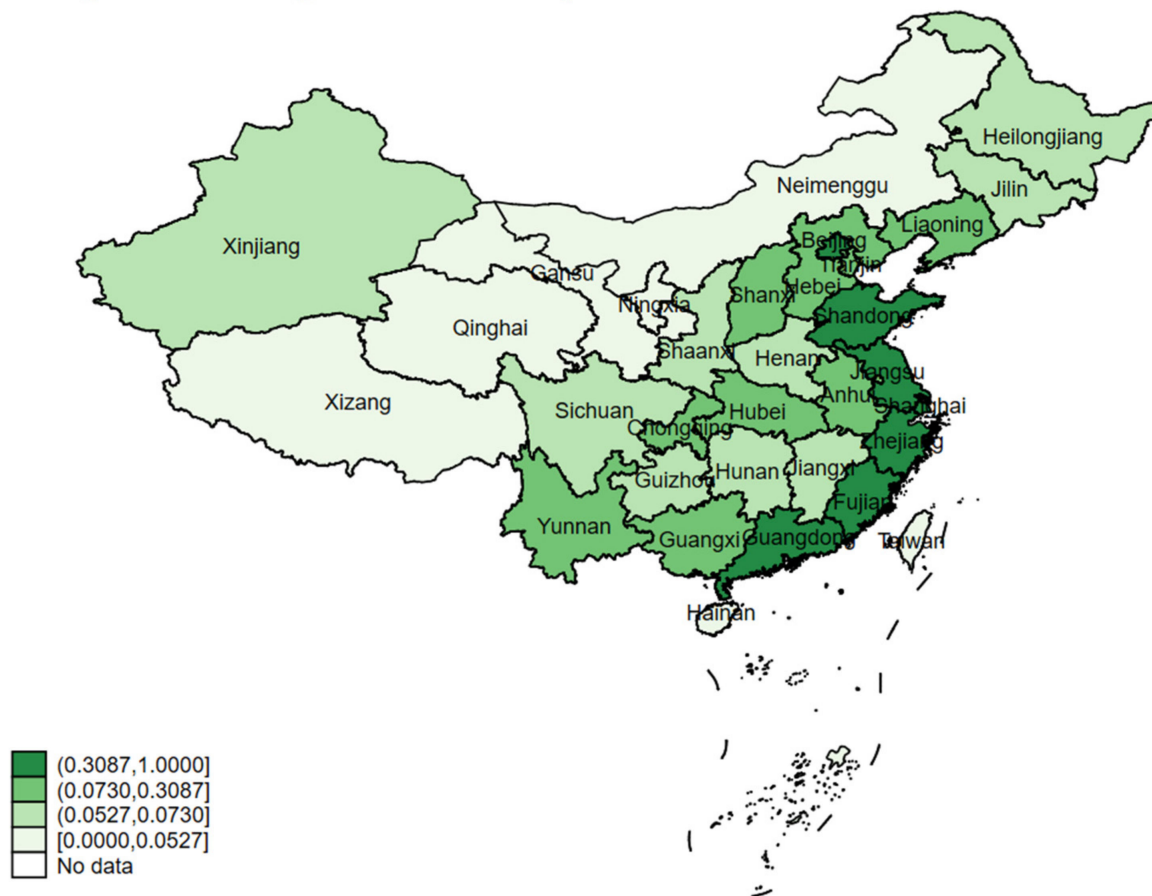 Heilongjiang
Neimenggu
Jilin
Liaoning
Xinjiang
Beijing
Tianjin
Gansu
Hebei
Shanxi
Ningxia
Shandong
Qinghai
Shaanxi
Henan
Jiangsu
Anhui
Xizang
Shanghai
Sichuan
Hubei
Chongqing
Zhejiang
Hunan
Jiangxi
Guizhou
Fujian
Yunnan
Guangxi
Guangdong
Taiwan
Hainan
(0.3087,1.0000]
(0.0730,0.3087]
(0.0527,0.0730]
[0.0000,0.0527]
No data